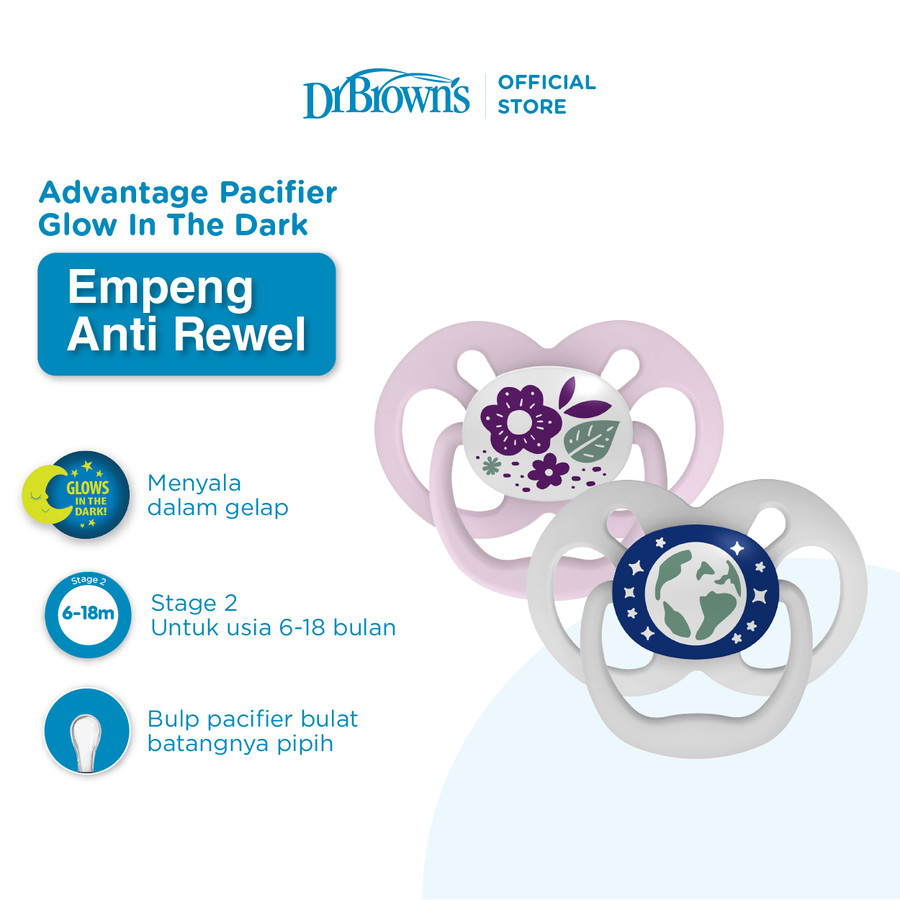 Dr Brown's
OFFICIAL
STORE
Advantage Pacifier
Glow In The Dark
Empeng
Anti Rewel
GLOWS
IN THE
DARK!
Menyala
dalam gelap
Stage 2
6-18m
Stage 2
Untuk usia 6-18 bulan
Bulp pacifier bulat
batangnya pipih